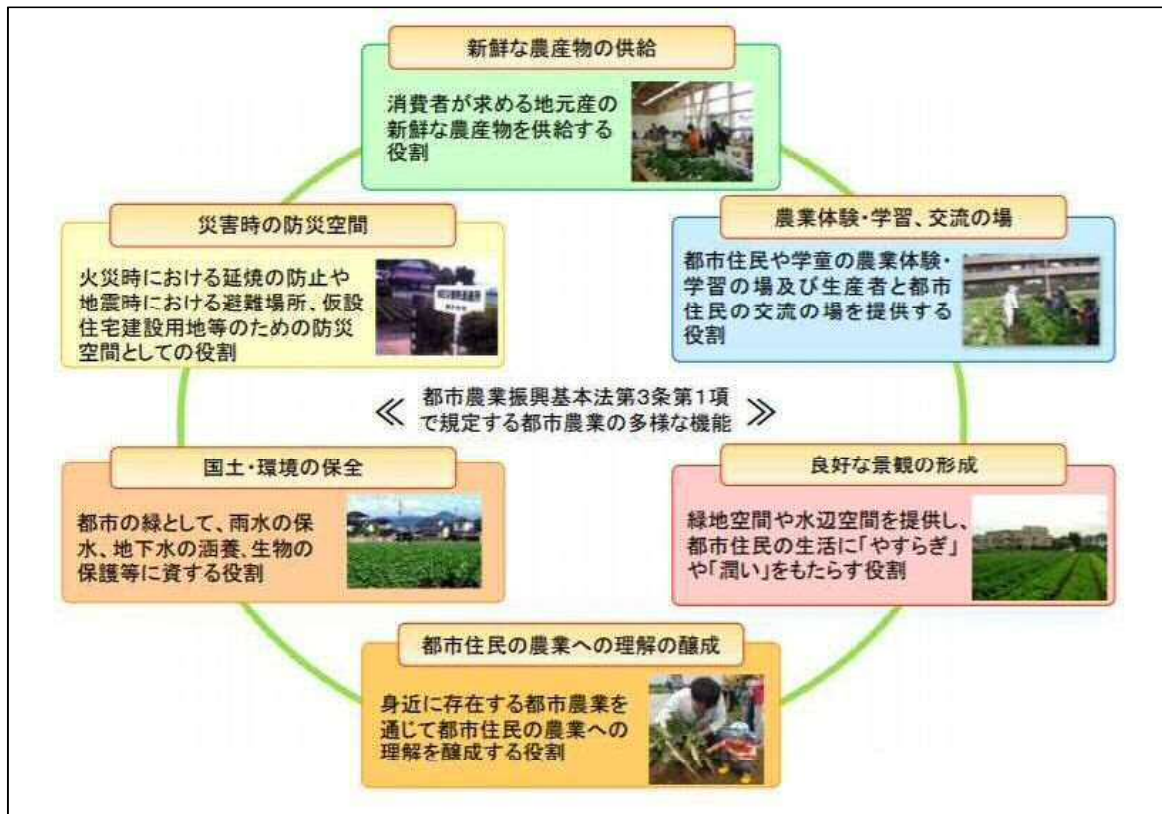 新鮮な農産物の供給
消費者が求める地元産の
新鮮な農産物を供給する
役割
農業体験・学習、交流の場
都市住民や学童の農業体験・
学習の場及び生産者と都市
住民の交流の場を提供する
役割
災害時の防災空間
火災時における延焼の防止や
地震時における避難場所、仮設
住宅建設用地等のための防災
空間としての役割
≪ 都市農業振興基本法第3条第1項 ≫
で規定する都市農業の多様な機能
国土・環境の保全
都市の緑として、雨水の保
水、地下水の涵養、生物の
保護等に資する役割
良好な景観の形成
緑地空間や水辺空間を提供し、
都市住民の生活に「やすらぎ」
や「潤い」をもたらす役割
都市住民の農業への理解の醸成
身近に存在する都市農業を
通じて都市住民の農業への
理解を醸成する役割